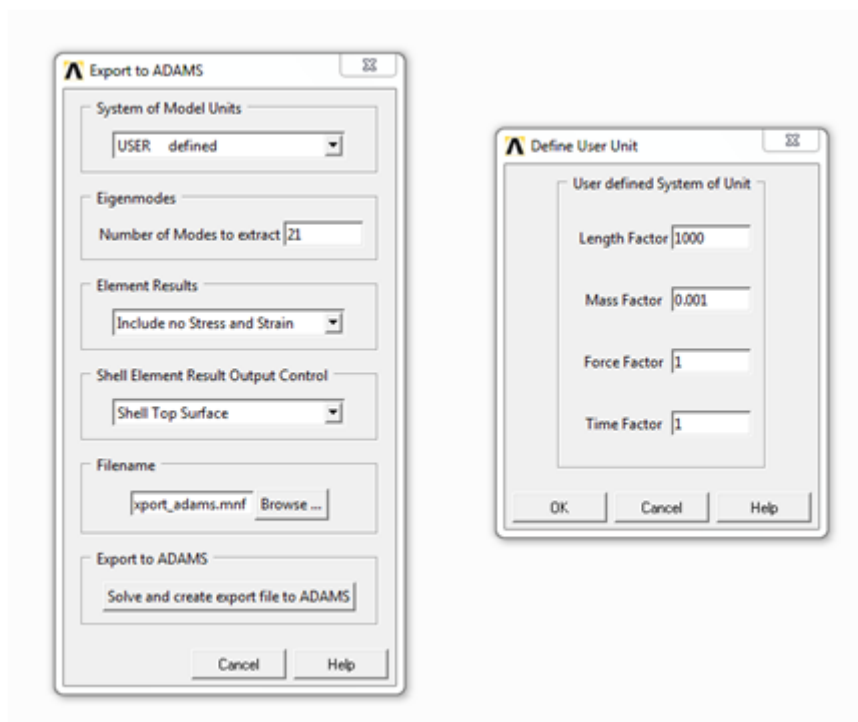 Export to ADAMS
System of Model Units
USER defined
Eigenmodes
Number of Modes to extract 21
Element Results
Include no Stress and Strain
Shell Element Result Output Control
Shell Top Surface
Filename
xport_adams.mnf Browse ...
Export to ADAMS
Solve and create export file to ADAMS
Cancel Help
Define User Unit
User defined System of Unit
Length Factor 1000
Mass Factor 0.001
Force Factor 1
Time Factor 1
OK Cancel Help